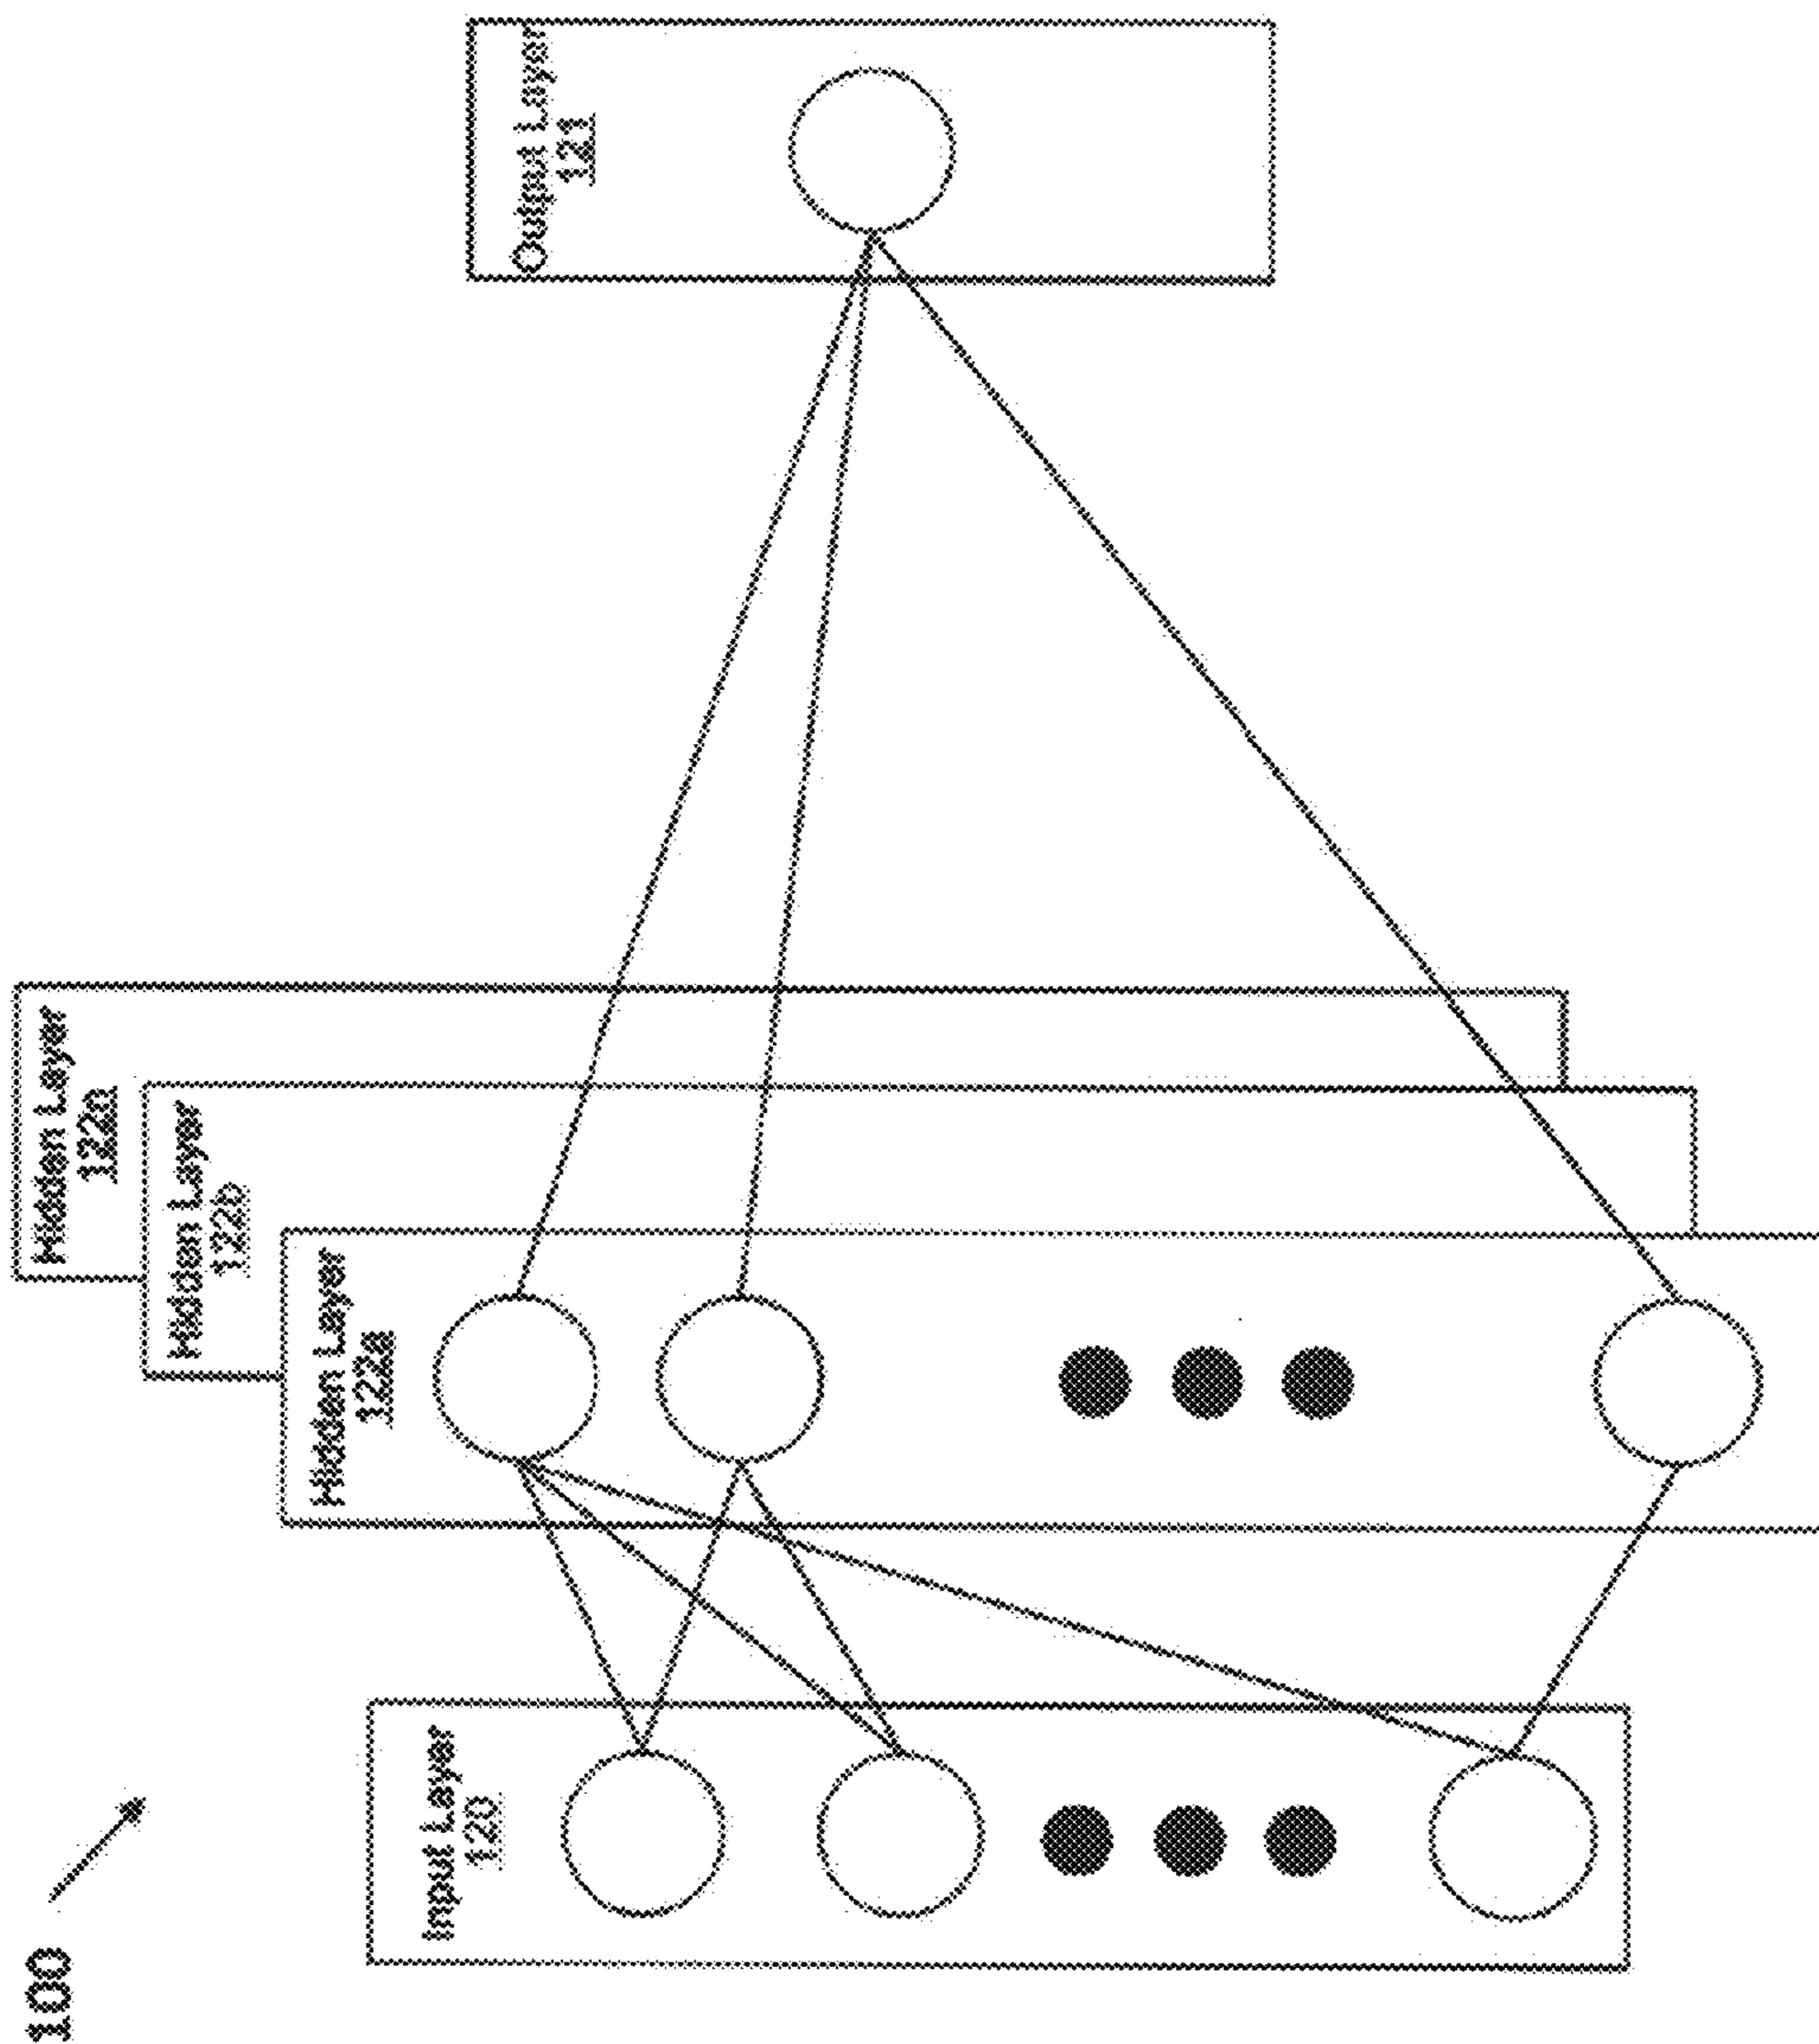 100
Input Layer
120
Hidden Layer
122a
Hidden Layer
122b
Hidden Layer
122n
Output Layer
121